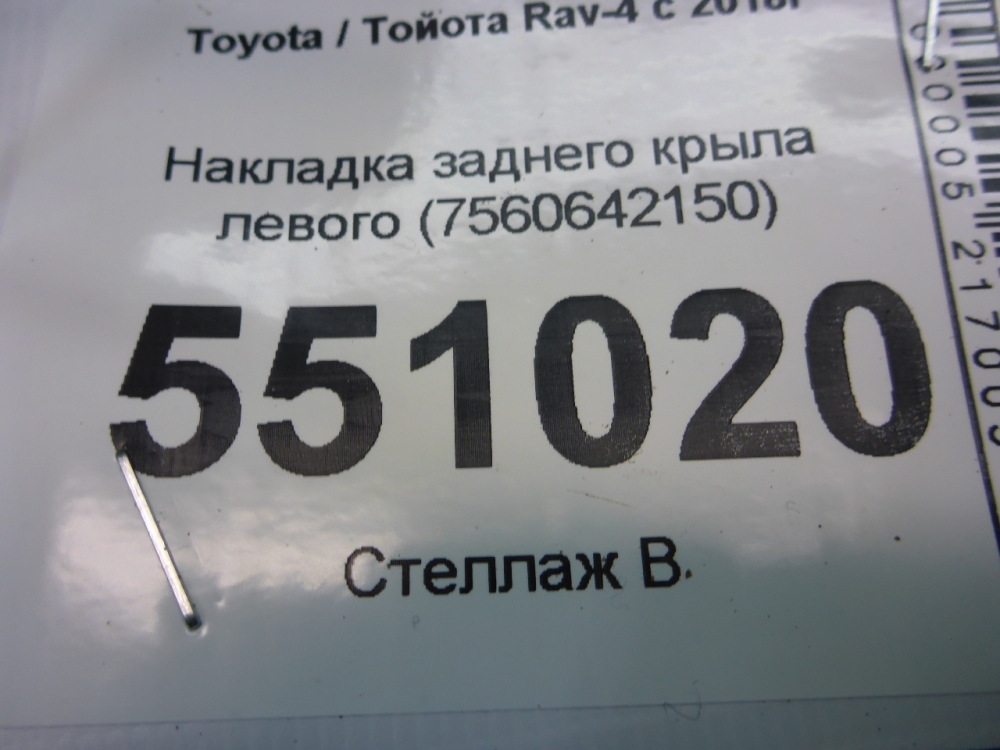 Toyota / Тойота Rav-4 с
Накладка заднего крыла
левого (7560642150)
551020
Стеллаж В.